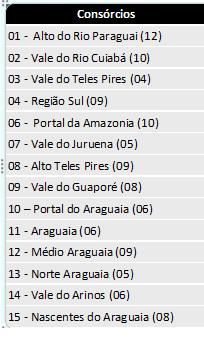 Consórcios
01 - Alto do Rio Paraguai (12)
02 - Vale do Rio Cuiabá (10)
03 - Vale do Teles Pires (04)
04 - Região Sul (09)
06 - Portal da Amazonia (10)
07 - Vale do Juruena (05)
08 - Alto Teles Pires (09)
09 - Vale do Guaporé (08)
10 – Portal do Araguaia (06)
11 - Araguaia (06)
12 - Médio Araguaia (09)
13 - Norte Araguaia (05)
14 - Vale do Arinos (06)
15 - Nascentes do Araguaia (08)